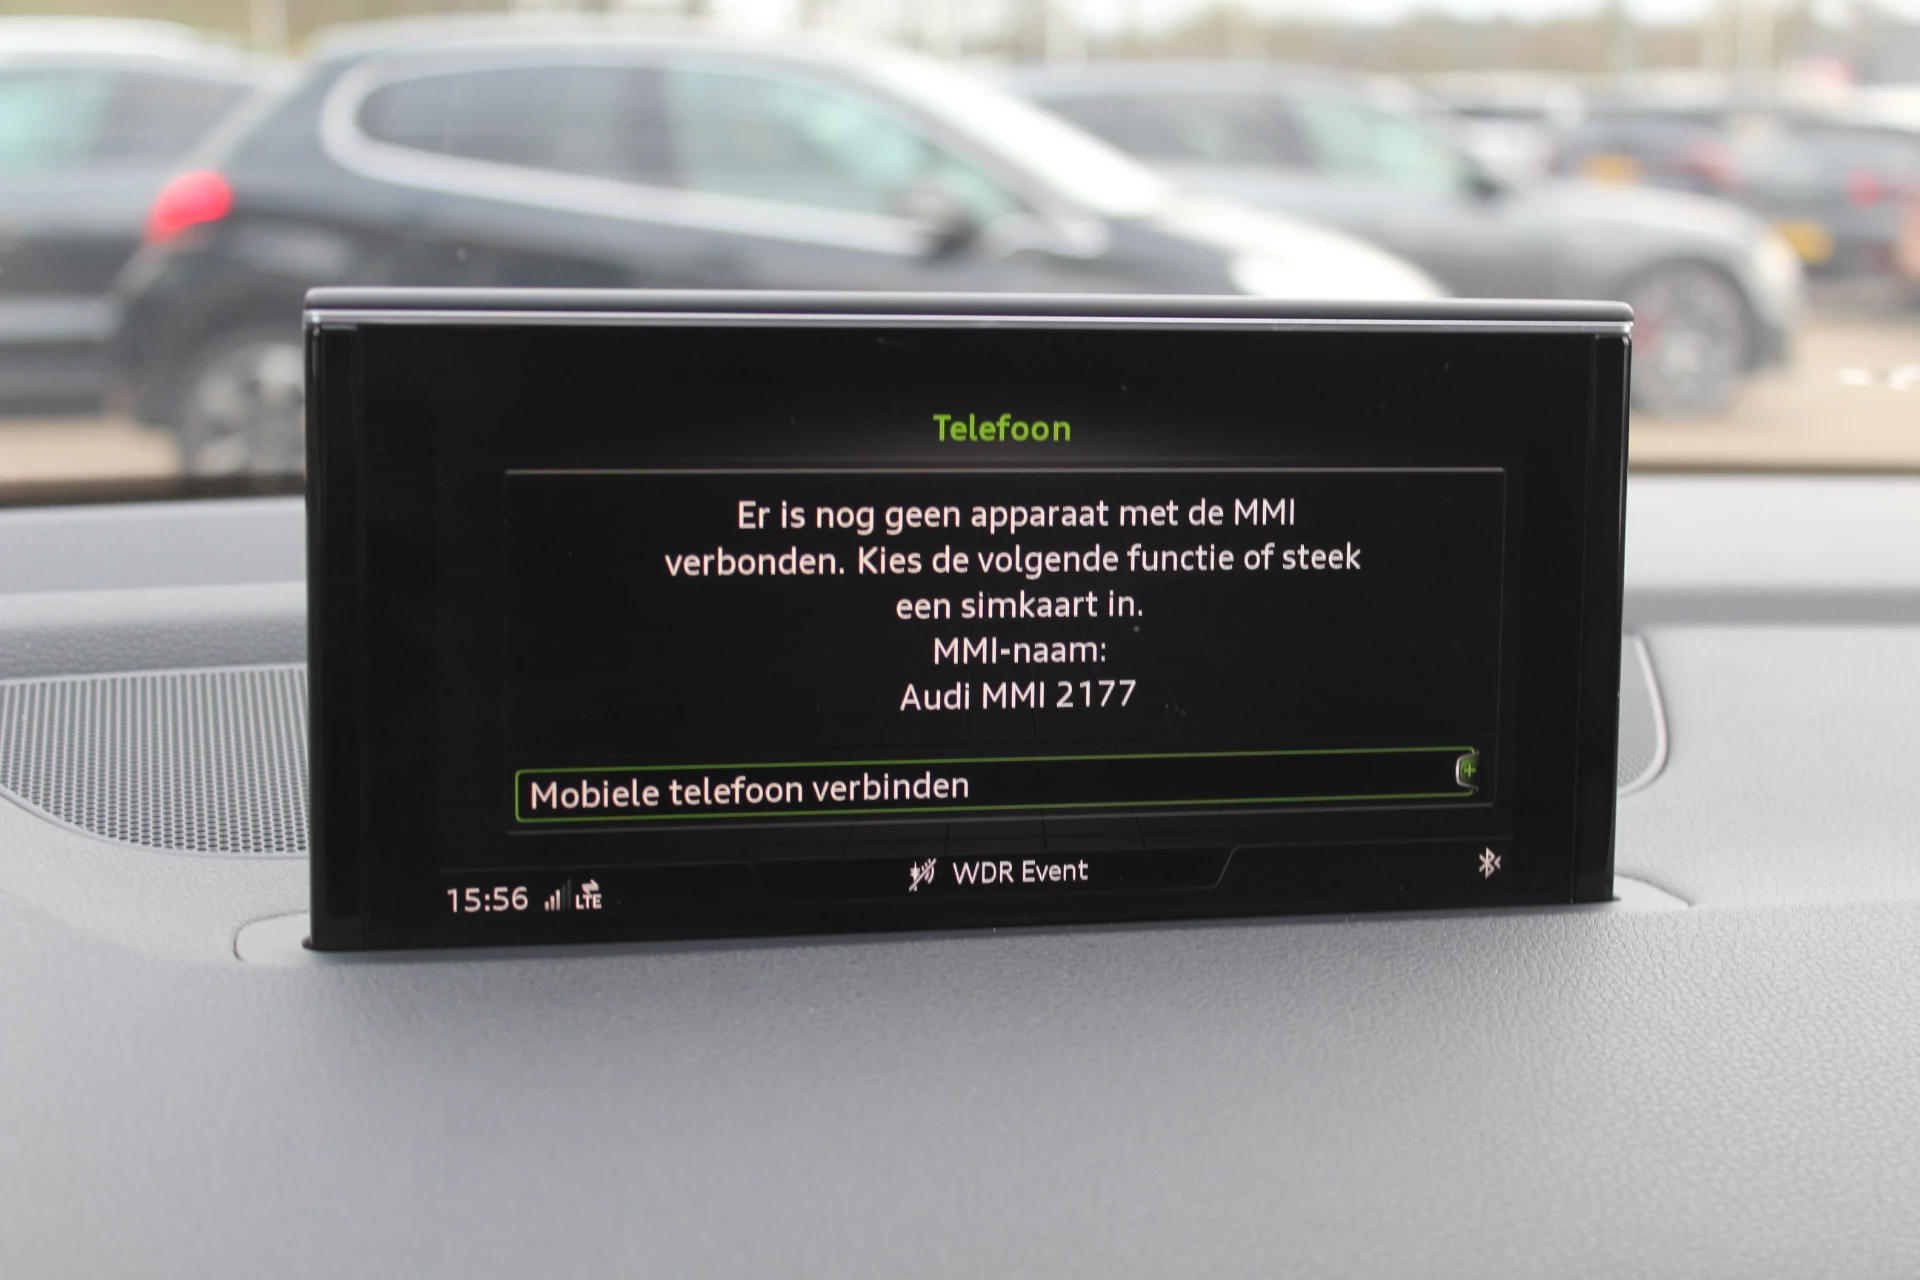 Telefoon
Er is nog geen apparaat met de MMI
verbonden. Kies de volgende functie of steek
een simkaart in.
MMI-naam:
Audi MMI 2177
Mobiele telefoon verbinden
WDR Event
15:56 LTE